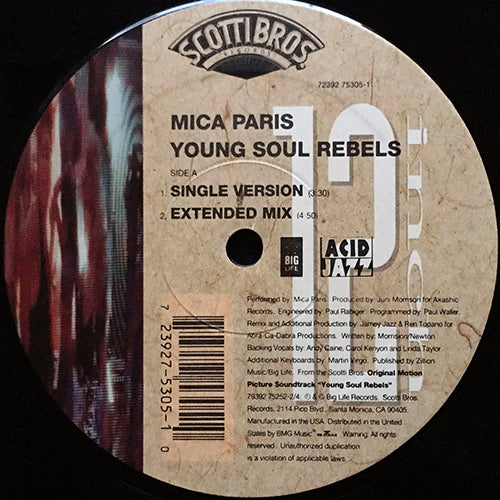 SCOTTI BROS.
RECORDS
72392 75305-1
12
inch
MICA PARIS
YOUNG SOUL REBELS
SIDE A
1. SINGLE VERSION (3:30)
2. EXTENDED MIX (4:50)
BIG
LIFE
ACID
JAZZ
Performed by Mica Paris. Produced by Juni Morrison for Akashic
Records. Engineered by Paul Rabiger. Programmed by Paul Waller.
Remix and Additional Production by Jamey Jazz & Ren Topano for
Abra-Ca-Dabra Productions. Written by Morrison/Newton
Backing Vocals by Andy Caine, Carol Kenyon and Linda Taylor
Additional Keyboards by Martin Virgo. Published by Zillion
Music/Big Life. From the Scotti Bros. Original Motion
Picture Soundtrack "Young Soul Rebels"
78392 75252-2/4. ℗ © & Big Life Records. Scotti Bros.
Records, 2114 Pico Blvd., Santa Monica, CA 90405.
Manufactured in the USA. Distributed in the United
States by BMG Music Warning. All rights
reserved. Unauthorized duplication
is a violation of applicable laws.
7 23927-5305-1 0